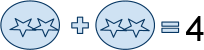 + = 4